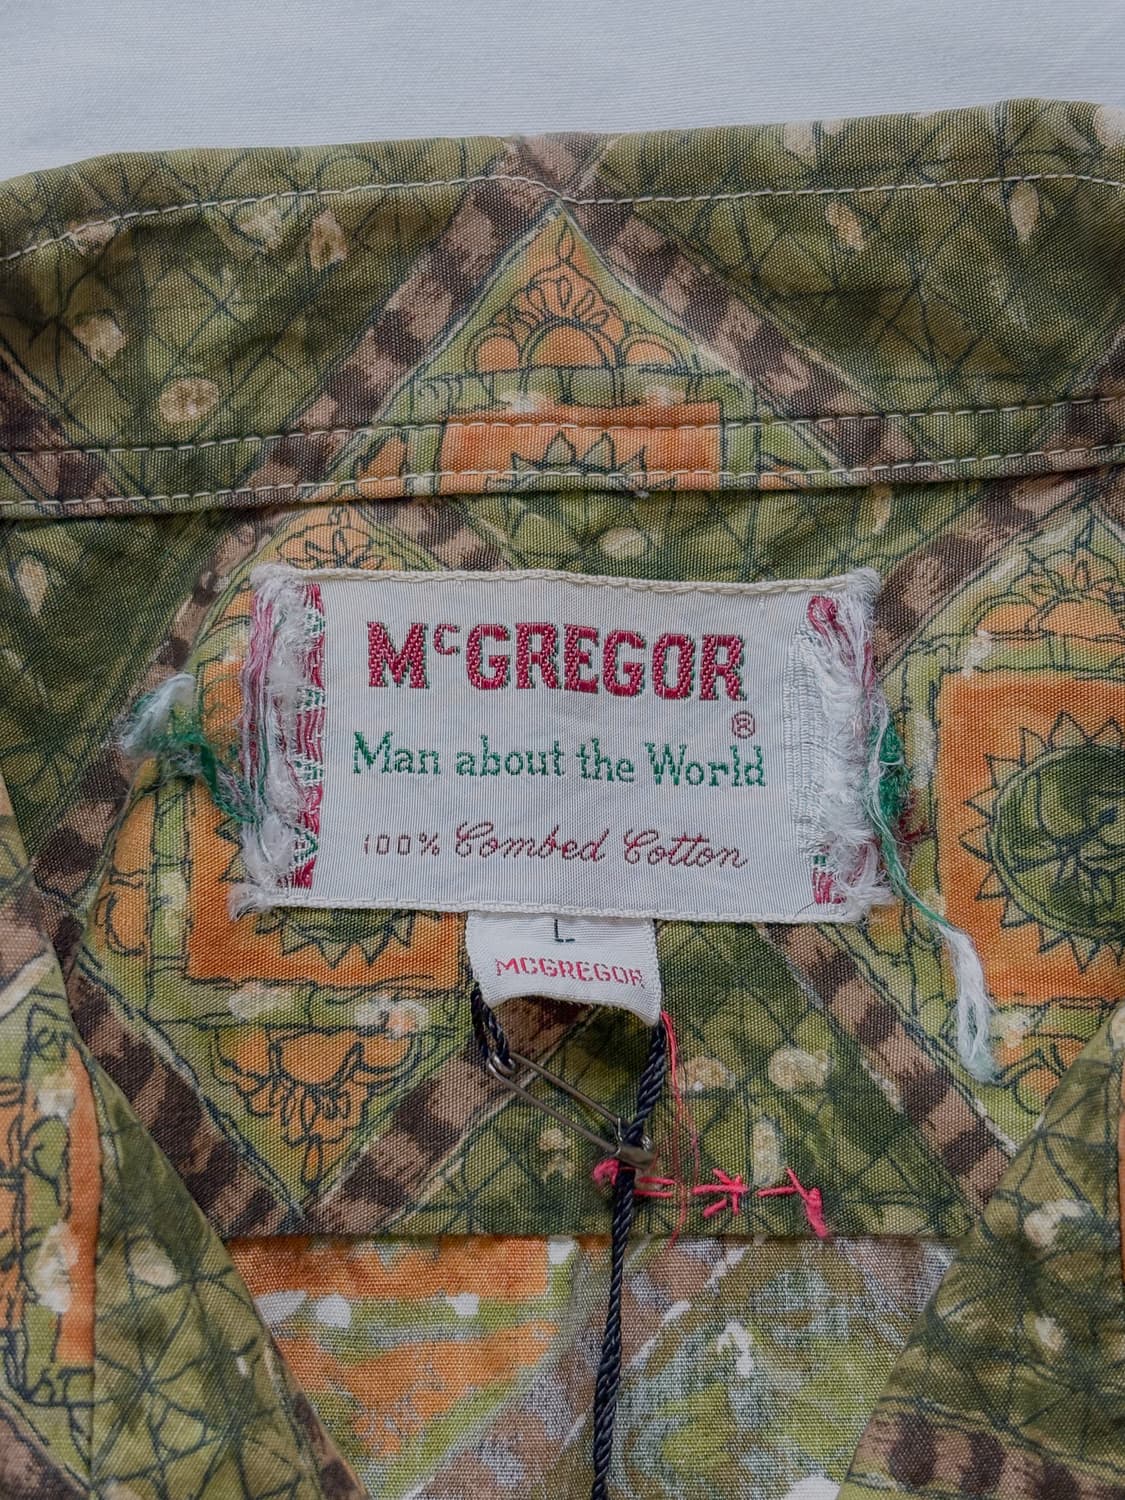 McGREGOR
®
Man about the World
100% Combed Cotton
L
MCGREGOR